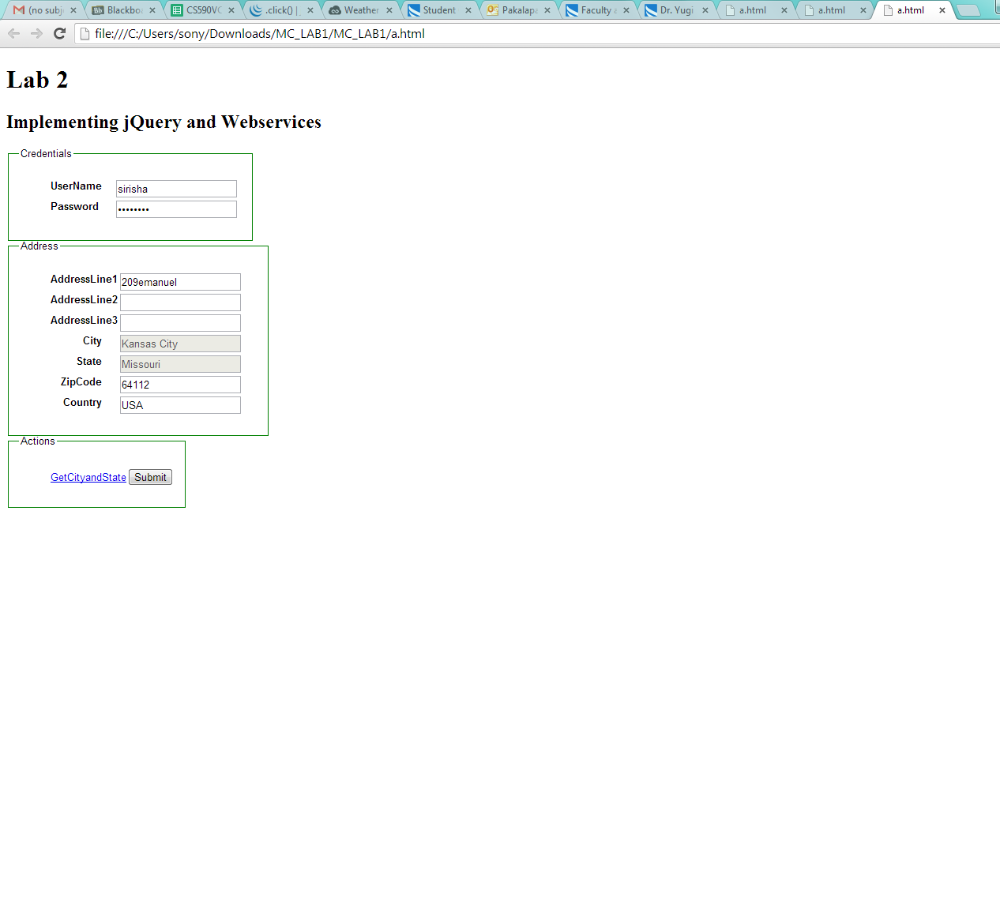 (no subj Blackboa CS590VC .click() | Weather Student Pakalapa Faculty a Dr. Yugi a.html a.html a.html
file:///C:/Users/sony/Downloads/MC_LAB1/MC_LAB1/a.html
Lab 2
Implementing jQuery and Webservices
Credentials
UserName sirisha
Password ••••••••
Address
AddressLine1 209emanuel
AddressLine2
AddressLine3
City Kansas City
State Missouri
ZipCode 64112
Country USA
Actions
GetCityandState Submit